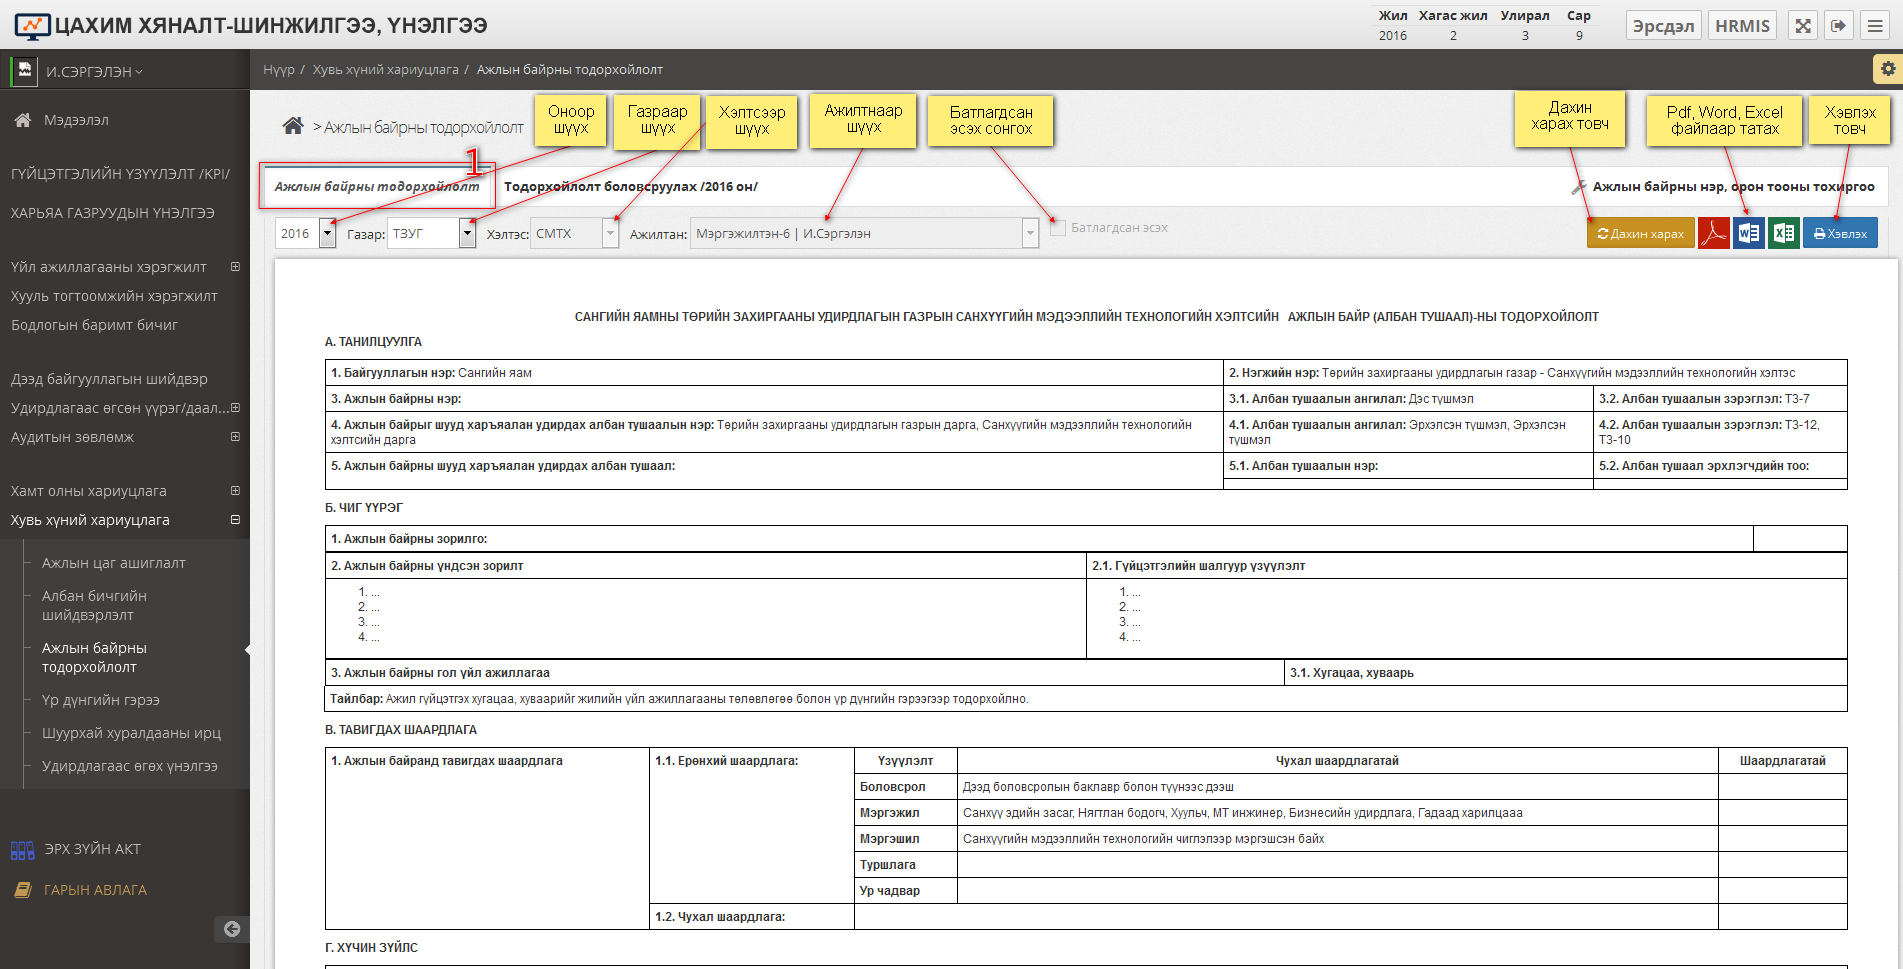 ЦАХИМ ХЯНАЛТ-ШИНЖИЛГЭЭ, ҮНЭЛГЭЭ
Жил Хагас жил Улирал Сар
2016 2 3 9
Эрсдэл HRMIS
И.СЭРГЭЛЭН
Нүүр / Хувь хүний хариуцлага / Ажлын байрны тодорхойлолт
Мэдээлэл
ГҮЙЦЭТГЭЛИЙН ҮЗҮҮЛЭЛТ /KPI/
ХАРЬЯА ГАЗРУУДЫН ҮНЭЛГЭЭ
Үйл ажиллагааны хэрэгжилт
Хууль тогтоомжийн хэрэгжилт
Бодлогын баримт бичиг
Дээд байгууллагын шийдвэр
Удирдлагаас өгсөн үүрэг/даал...
Аудитын зөвлөмж
Хамт олны хариуцлага
Хувь хүний хариуцлага
Ажлын цаг ашиглалт
Албан бичгийн
шийдвэрлэлт
Ажлын байрны
тодорхойлолт
Үр дүнгийн гэрээ
Шуурхай хуралдааны ирц
Удирдлагаас өгөх үнэлгээ
ЭРХ ЗҮЙН АКТ
ГАРЫН АВЛАГА
> Ажлын байрны тодорхойлолт
Оноор
шүүх
Газраар
шүүх
Хэлтсээр
шүүх
Ажилтнаар
шүүх
Батлагдсан
эсэх сонгох
Дахин
харах товч
Pdf, Word, Excel
файлаар татах
Хэвлэх
товч
1
Ажлын байрны тодорхойлолт
Тодорхойлолт боловсруулах /2016 он/
Ажлын байрны нэр, орон тооны тохиргоо
2016 Газар: ТЗУГ Хэлтэс: СМТХ Ажилтан: Мэргэжилтэн-6 | И.Сэргэлэн Батлагдсан эсэх
Дахин харах Хэвлэх
САНГИЙН ЯАМНЫ ТӨРИЙН ЗАХИРГААНЫ УДИРДЛАГЫН ГАЗРЫН САНХҮҮГИЙН МЭДЭЭЛЛИЙН ТЕХНОЛОГИЙН ХЭЛТСИЙН АЖЛЫН БАЙР (АЛБАН ТУШААЛ)-НЫ ТОДОРХОЙЛОЛТ
А. ТАНИЛЦУУЛГА
1. Байгууллагын нэр: Сангийн яам
2. Нэгжийн нэр: Төрийн захиргааны удирдлагын газар - Санхүүгийн мэдээллийн технологийн хэлтэс
3. Ажлын байрны нэр:
3.1. Албан тушаалын ангилал: Дэс түшмэл
3.2. Албан тушаалын зэрэглэл: ТЗ-7
4. Ажлын байрыг шууд харъяалан удирдах албан тушаалын нэр: Төрийн захиргааны удирдлагын газрын дарга, Санхүүгийн мэдээллийн технологийн
хэлтсийн дарга
4.1. Албан тушаалын ангилал: Эрхэлсэн түшмэл, Эрхэлсэн
түшмэл
4.2. Албан тушаалын зэрэглэл: ТЗ-12,
ТЗ-10
5. Ажлын байрны шууд харъяалан удирдах албан тушаал:
5.1. Албан тушаалын нэр:
5.2. Албан тушаал эрхлэгчдийн тоо:
Б. ЧИГ ҮҮРЭГ
1. Ажлын байрны зорилго:
2. Ажлын байрны үндсэн зорилт
2.1. Гүйцэтгэлийн шалгуур үзүүлэлт
1. ...
2. ...
3. ...
4. ...
1. ...
2. ...
3. ...
4. ...
3. Ажлын байрны гол үйл ажиллагаа
3.1. Хугацаа, хуваарь
Тайлбар: Ажил гүйцэтгэх хугацаа, хуваарийг жилийн үйл ажиллагааны төлөвлөгөө болон үр дүнгийн гэрээгээр тодорхойлно.
В. ТАВИГДАХ ШААРДЛАГА
1. Ажлын байранд тавигдах шаардлага
1.1. Ерөнхий шаардлага:
Үзүүлэлт Чухал шаардлагатай Шаардлагатай
Боловсрол Дээд боловсролын баклавр болон түүнээс дээш
Мэргэжил Санхүү эдийн засаг, Нягтлан бодогч, Хуульч, МТ инжинер, Бизнесийн удирдлага, Гадаад харилцааа
Мэргэшил Санхүүгийн мэдээллийн технологийн чиглэлээр мэргэшсэн байх
Туршлага
Ур чадвар
1.2. Чухал шаардлага:
Г. ХҮЧИН ЗҮЙЛС